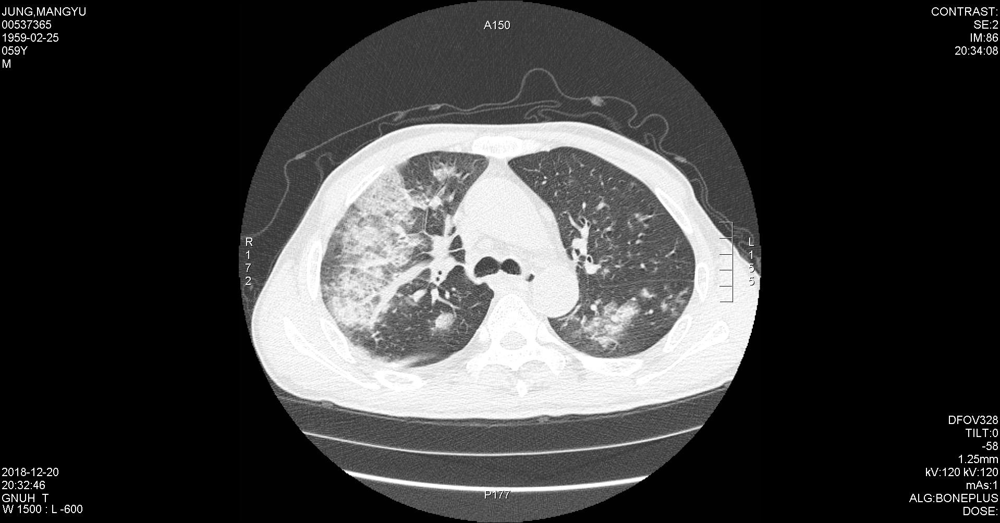 JUNG,MANGYU
00537365
1959-02-25
059Y
M
CONTRAST:
SE:2
IM:86
20:34:08
A150
R
1
7
2
L
1
5
5
2018-12-20
20:32:46
GNUH T
W 1500 : L -600
P177
DFOV328
TILT:0
-58
1.25mm
kV:120 kV:120
mAs:1
ALG:BONEPLUS
DOSE: